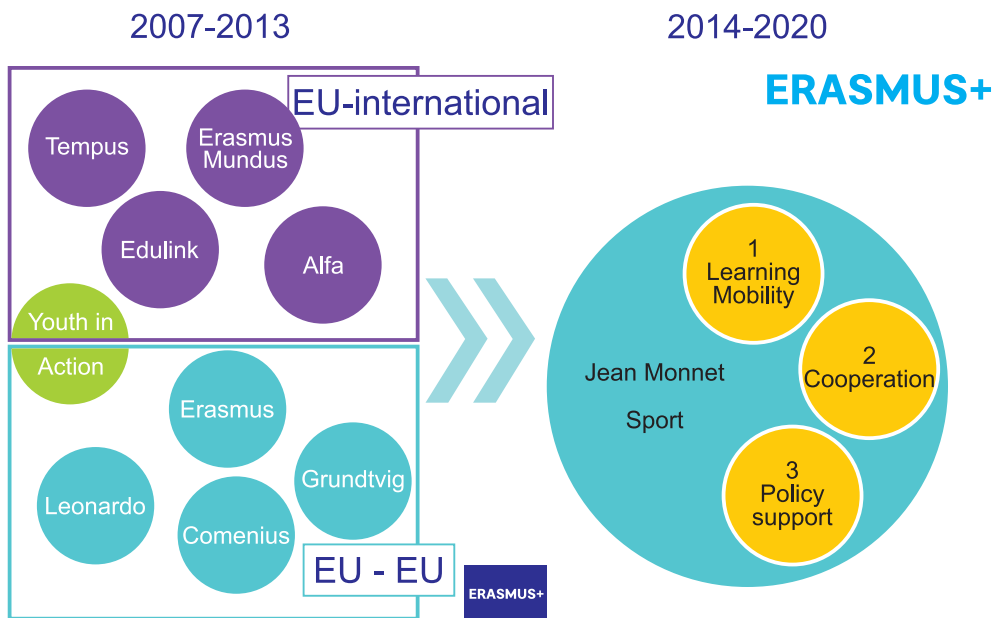 2007-2013
2014-2020
EU-international
ERASMUS+
Tempus
Erasmus
Mundus
Edulink
Alfa
Youth in
Action
Erasmus
Grundtvig
Leonardo
Comenius
EU - EU
ERASMUS+
1
Learning
Mobility
2
Cooperation
Jean Monnet
Sport
3
Policy
support